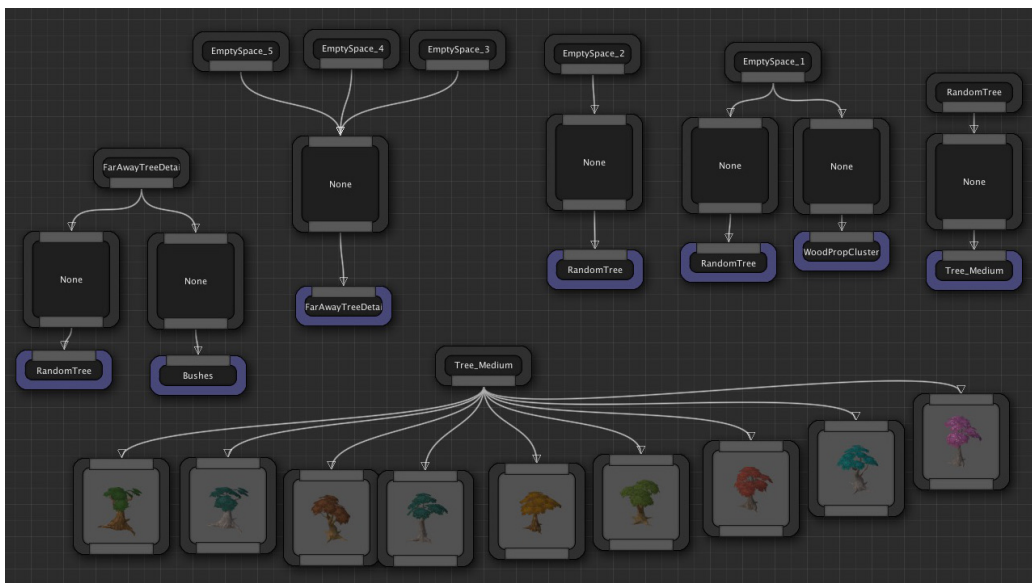 EmptySpace_5
EmptySpace_4
EmptySpace_3
EmptySpace_2
EmptySpace_1
RandomTree
None
None
None
None
None
FarAwayTreeDetai
None
None
RandomTree
RandomTree
WoodPropCluster
Tree_Medium
FarAwayTreeDetai
RandomTree
Bushes
Tree_Medium